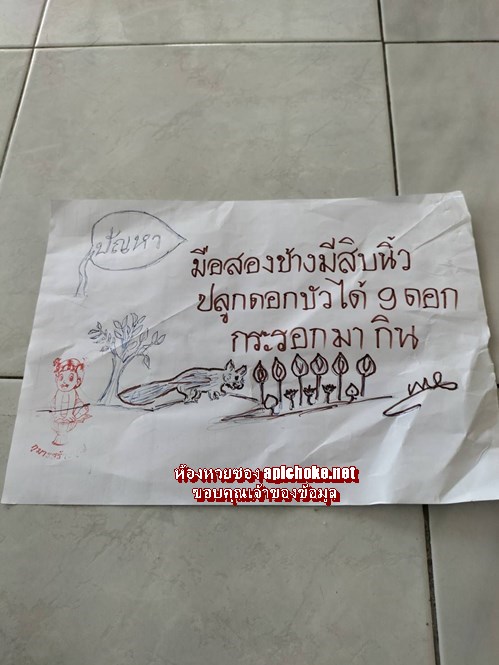 ปัญหา
มือสองข้างมีสิบนิ้ว
ปลูกดอกบัวได้ 9 ดอก
กระรอกมา กิน
ห้องหวยซอง apichoke.net
ขอบคุณเจ้าของข้อมูล